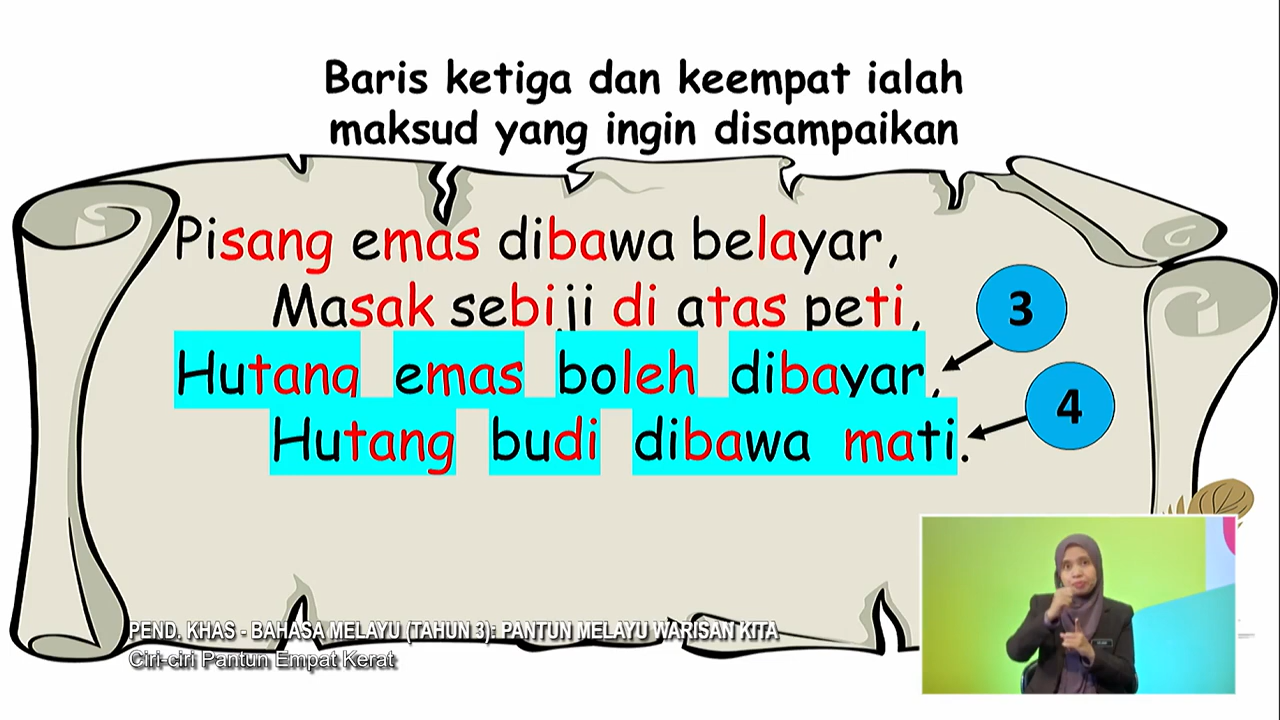 Baris ketiga dan keempat ialah
maksud yang ingin disampaikan
Pisang emas dibawa belayar,
Masak sebiji di atas peti,
3
Hutang emas boleh dibayar,
4
Hutang budi dibawa mati.
PEND. KHAS - BAHASA MELAYU (TAHUN 3): PANTUN MELAYU WARISAN KITA
Ciri-ciri Pantun Empat Kerat